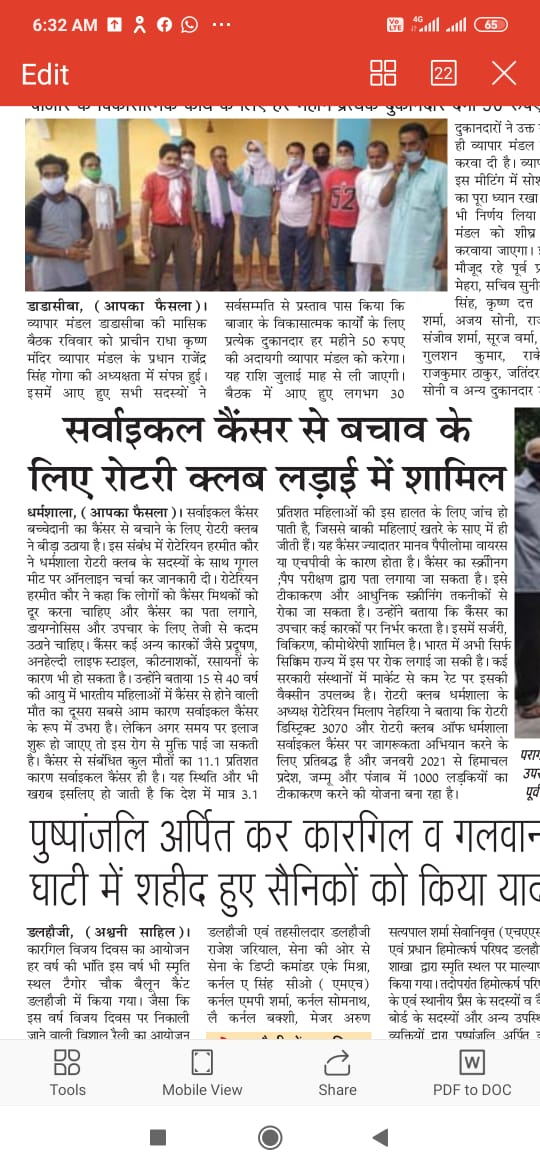 6:32 AM
VoLTE 4G 65
Edit
22
बाजार के विकासात्मक कार्य के लिए हर महीने प्रत्येक दुकानदार देगा 50 रुपए
दुकानदारों ने उक्त
ही व्यापार मंडल
करवा दी है। व्या
इस मीटिंग में सोश
का पूरा ध्यान रखा
भी निर्णय लिया
मंडल को शीघ्र
करवाया जाएगा।
मौजूद रहे पूर्व प्र
मेहरा, सचिव सुनी
सिंह, कृष्ण दत्त
शर्मा, अजय सोनी, रा
संजीव शर्मा, सूरज वर्मा,
गुलशन कुमार, राके
राजकुमार ठाकुर, जतिंदर
सोनी व अन्य दुकानदार
डाडासीबा, (आपका फैसला)।
व्यापार मंडल डाडासीबा की मासिक
बैठक रविवार को प्राचीन राधा कृष्ण
मंदिर व्यापार मंडल के प्रधान राजेंद्र
सिंह गोगा की अध्यक्षता में संपन्न हुई।
इसमें आए हुए सभी सदस्यों ने
सर्वसम्मति से प्रस्ताव पास किया कि
बाजार के विकासात्मक कार्यों के लिए
प्रत्येक दुकानदार हर महीने 50 रुपए
की अदायगी व्यापार मंडल को करेगा।
यह राशि जुलाई माह से ली जाएगी।
बैठक में आए हुए लगभग 30
सर्वाइकल कैंसर से बचाव के
लिए रोटरी क्लब लड़ाई में शामिल
धर्मशाला, (आपका फैसला)। सर्वाइकल कैंसर
बच्चेदानी का कैंसर से बचाने के लिए रोटरी क्लब
ने बीड़ा उठाया है। इस संबंध में रोटेरियन हरमीत कौर
ने धर्मशाला रोटरी क्लब के सदस्यों के साथ गूगल
मीट पर ऑनलाइन चर्चा कर जानकारी दी। रोटेरियन
हरमीत कौर ने कहा कि लोगों को कैंसर मिथकों को
दूर करना चाहिए और कैंसर का पता लगाने,
डायग्नोसिस और उपचार के लिए तेजी से कदम
उठाने चाहिए। कैंसर कई अन्य कारकों जैसे प्रदूषण,
अनहेल्दी लाइफ स्टाइल, कीटनाशकों, रसायनों के
कारण भी हो सकता है। उन्होंने बताया 15 से 40 वर्ष
की आयु में भारतीय महिलाओं में कैंसर से होने वाली
मौत का दूसरा सबसे आम कारण सर्वाइकल कैंसर
के रूप में उभरा है। लेकिन अगर समय पर इलाज
शुरू हो जाएए तो इस रोग से मुक्ति पाई जा सकती
है। कैंसर से संबंधित कुल मौतों का 11.1 प्रतिशत
कारण सर्वाइकल कैंसर ही है। यह स्थिति और भी
खराब इसलिए हो जाती है कि देश में मात्र 3.1
प्रतिशत महिलाओं की इस हालत के लिए जांच हो
पाती है, जिससे बाकी महिलाएं खतरे के साए में ही
जीती हैं। यह कैंसर ज्यादातर मानव पैपीलोमा वायरस
या एचपीवी के कारण होता है। कैंसर का स्क्रीनग
;पैप परीक्षण द्वारा पता लगाया जा सकता है। इसे
टीकाकरण और आधुनिक स्क्रीनिंग तकनीकों से
रोका जा सकता है। उन्होंने बताया कि कैंसर का
उपचार कई कारकों पर निर्भर करता है। इसमें सर्जरी,
विकिरण, कीमोथेरेपी शामिल है। भारत में अभी सिर्फ
सिक्किम राज्य में इस पर रोक लगाई जा सकी है। कई
सरकारी संस्थानों में मार्केट से कम रेट पर इसकी
वैक्सीन उपलब्ध है। रोटरी क्लब धर्मशाला के
अध्यक्ष रोटेरियन मिलाप नेहरिया ने बताया कि रोटरी
डिस्ट्रिक्ट 3070 और रोटरी क्लब ऑफ धर्मशाला
सर्वाइकल कैंसर पर जागरूकता अभियान करने के
लिए प्रतिबद्ध है और जनवरी 2021 से हिमाचल
प्रदेश, जम्मू और पंजाब में 1000 लड़कियों का
टीकाकरण करने की योजना बना रहा है।
पराग
उपर
पूर्व
पुष्पांजलि अर्पित कर कारगिल व गलवान
घाटी में शहीद हुए सैनिकों को किया याद
डलहौजी, (अश्वनी साहिल)।
कारगिल विजय दिवस का आयोजन
हर वर्ष की भांति इस वर्ष भी स्मृति
स्थल टैगोर चौक बैलून कैंट
डलहौजी में किया गया। जैसा कि
इस वर्ष विजय दिवस पर निकाली
जाने वाली विशाल रैली का आयोजन
डलहौजी एवं तहसीलदार डलहौजी
राजेश जरियाल, सेना की ओर से
सेना के डिप्टी कमांडर एके मिश्रा,
कर्नल ए सिंह सीओ (एमएच)
कर्नल एमपी शर्मा, कर्नल सोमनाथ,
लै कर्नल बक्शी, मेजर अरुण
सत्यपाल शर्मा सेवानिवृत्त (एचएएस
एवं प्रधान हिमोत्कर्ष परिषद डलहौ
शाखा द्वारा स्मृति स्थल पर माल्याप
किया गया। तदोपरांत हिमोत्कर्ष परि
के एवं स्थानीय प्रैस के सदस्यों व कै
बोर्ड के सदस्यों और अन्य उपस्थि
व्यक्तियों द्वारा पुष्पांजलि अर्पित क
Tools
Mobile View
Share
W
PDF to DOC